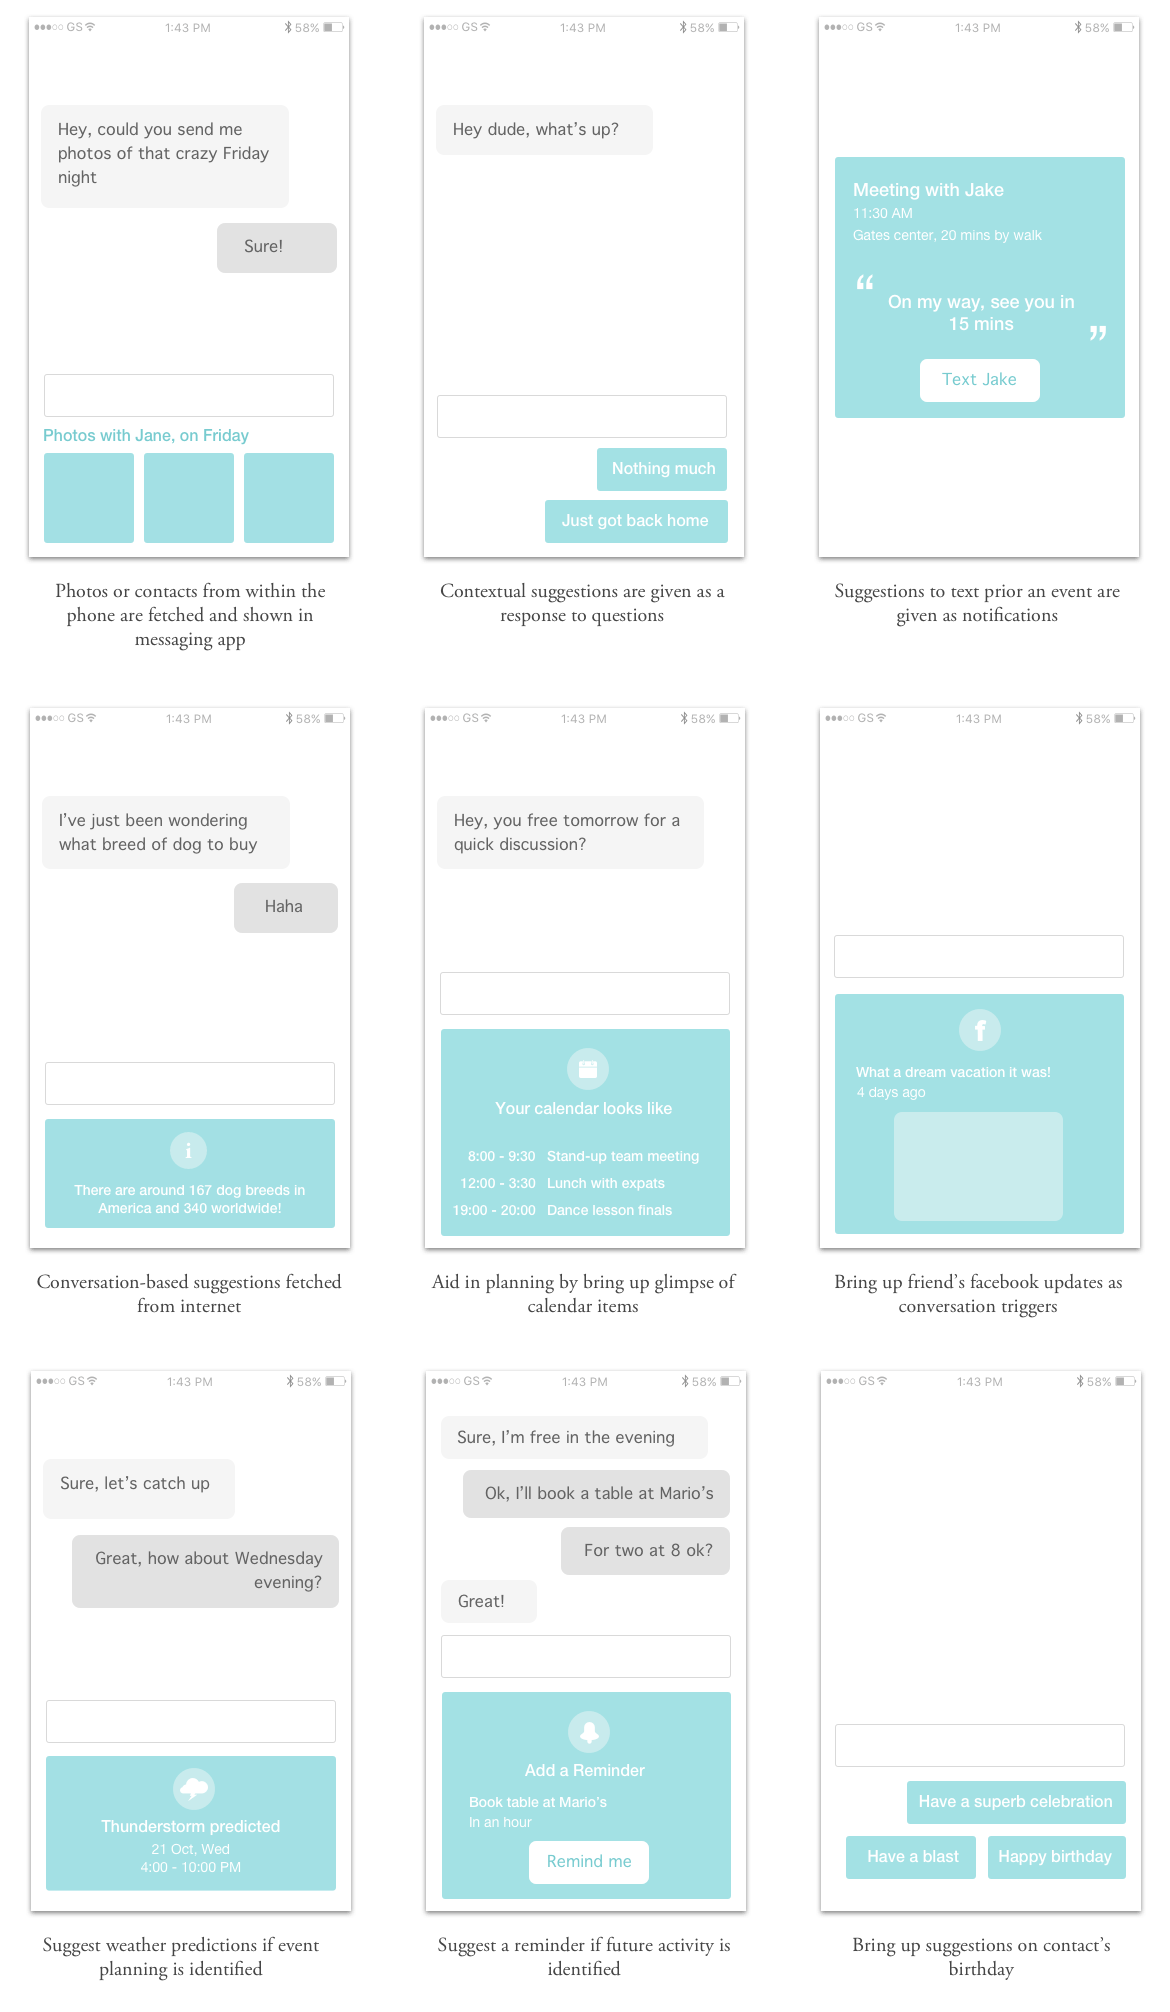 GS 1:43 PM 58%
Hey, could you send me
photos of that crazy Friday
night
Sure!
Photos with Jane, on Friday
Photos or contacts from within the
phone are fetched and shown in
messaging app
GS 1:43 PM 58%
Hey dude, what's up?
Nothing much
Just got back home
Contextual suggestions are given as a
response to questions
GS 1:43 PM 58%
Meeting with Jake
11:30 AM
Gates center, 20 mins by walk
“
On my way, see you in
15 mins
”
Text Jake
Suggestions to text prior an event are
given as notifications
GS 1:43 PM 58%
I've just been wondering
what breed of dog to buy
Haha
i
There are around 167 dog breeds in
America and 340 worldwide!
Conversation-based suggestions fetched
from internet
GS 1:43 PM 58%
Hey, you free tomorrow for a
quick discussion?
Your calendar looks like
8:00 - 9:30 Stand-up team meeting
12:00 - 3:30 Lunch with expats
19:00 - 20:00 Dance lesson finals
Aid in planning by bring up glimpse of
calendar items
GS 1:43 PM 58%
f
What a dream vacation it was!
4 days ago
Bring up friend's facebook updates as
conversation triggers
GS 1:43 PM 58%
Sure, let's catch up
Great, how about Wednesday
evening?
Thunderstorm predicted
21 Oct, Wed
4:00 - 10:00 PM
Suggest weather predictions if event
planning is identified
GS 1:43 PM 58%
Sure, I'm free in the evening
Ok, I'll book a table at Mario's
For two at 8 ok?
Great!
Add a Reminder
Book table at Mario's
In an hour
Remind me
Suggest a reminder if future activity is
identified
GS 1:43 PM 58%
Have a superb celebration
Have a blast Happy birthday
Bring up suggestions on contact's
birthday